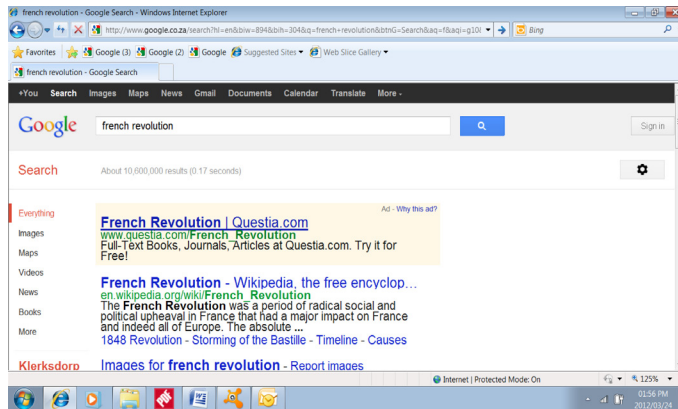 french revolution - Google Search - Windows Internet Explorer
http://www.google.co.za/search?hl=en&biw=894&bih=304&q=french+revolution&btnG=Search&aq=f&aqi=g10&
Bing
Favorites Google (3) Google (2) Google Suggested Sites Web Slice Gallery
french revolution - Google Search
+You Search Images Maps News Gmail Documents Calendar Translate More
Google french revolution Sign in
Search About 10,600,000 results (0.17 seconds)
Everything
Images
Maps
Videos
News
Books
More
Klerksdorp
Ad - Why this ad?
French Revolution | Questia.com
www.questia.com/French_Revolution
Full-Text Books, Journals, Articles at Questia.com. Try it for
Free!
French Revolution - Wikipedia, the free encyclop...
en.wikipedia.org/wiki/French_Revolution
The French Revolution was a period of radical social and
political upheaval in France that had a major impact on France
and indeed all of Europe. The absolute ...
1848 Revolution - Storming of the Bastille - Timeline - Causes
Images for french revolution - Report images
Internet | Protected Mode: On 125%
01:56 PM
2012/03/24